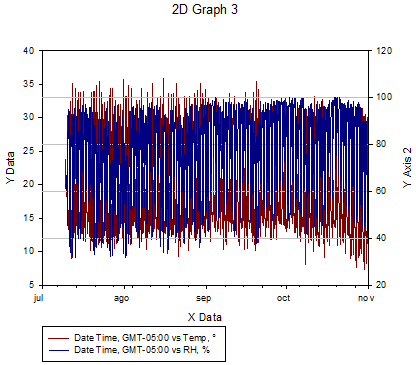 2D Graph 3
40
35
30
25
20
15
10
5
Y Data
120
100
80
60
40
20
Y Axis 2
jul
ago
sep
oct
nov
X Data
Date Time, GMT-05:00 vs Temp, °
Date Time, GMT-05:00 vs RH, %